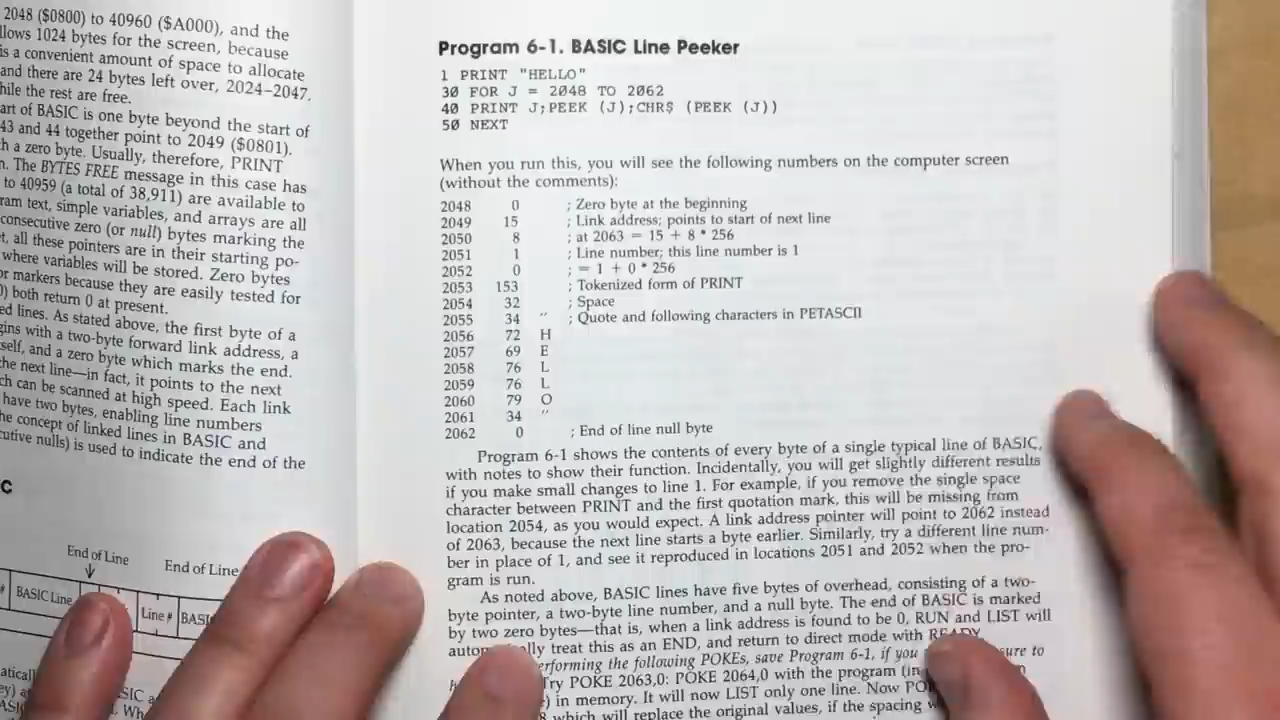 2048 ($0800) to 40960 ($A000), and the
llows 1024 bytes for the screen, because
is a convenient amount of space to allocate
and there are 24 bytes left over, 2024–2047.
hile the rest are free.
art of BASIC is one byte beyond the start of
43 and 44 together point to 2049 ($0801).
h a zero byte. Usually, therefore, PRINT
n. The BYTES FREE message in this case has
to 40959 (a total of 38,911) are available to
ram text, simple variables, and arrays are all
consecutive zero (or null) bytes marking the
t, all these pointers are in their starting po-
where variables will be stored. Zero bytes
or markers because they are easily tested for
0) both return 0 at present.
ed lines. As stated above, the first byte of a
gins with a two-byte forward link address, a
self, and a zero byte which marks the end.
the next line—in fact, it points to the next
ch can be scanned at high speed. Each link
have two bytes, enabling line numbers
he concept of linked lines in BASIC and
cutive nulls) is used to indicate the end of the
C
End of Line
End of Line
# BASIC Line Line # BASI
Program 6-1. BASIC Line Peeker
1 PRINT "HELLO"
30 FOR J = 2048 TO 2062
40 PRINT J;PEEK (J);CHR$ (PEEK (J))
50 NEXT
When you run this, you will see the following numbers on the computer screen
(without the comments):
2048 0 ; Zero byte at the beginning
2049 15 ; Link address; points to start of next line
2050 8 ; at 2063 = 15 + 8 * 256
2051 1 ; Line number; this line number is 1
2052 0 ; = 1 + 0 * 256
2053 153 ; Tokenized form of PRINT
2054 32 ; Space
2055 34 " ; Quote and following characters in PETASCII
2056 72 H
2057 69 E
2058 76 L
2059 76 L
2060 79 O
2061 34 "
2062 0 ; End of line null byte
Program 6-1 shows the contents of every byte of a single typical line of BASIC,
with notes to show their function. Incidentally, you will get slightly different results
if you make small changes to line 1. For example, if you remove the single space
character between PRINT and the first quotation mark, this will be missing from
location 2054, as you would expect. A link address pointer will point to 2062 instead
of 2063, because the next line starts a byte earlier. Similarly, try a different line num-
ber in place of 1, and see it reproduced in locations 2051 and 2052 when the pro-
gram is run.
As noted above, BASIC lines have five bytes of overhead, consisting of a two-
byte pointer, a two-byte line number, and a null byte. The end of BASIC is marked
by two zero bytes—that is, when a link address is found to be 0, RUN and LIST will
lly treat this as an END, and return to direct mode with READY.
erforming the following POKEs, save Program 6-1, if you sure to
Try POKE 2063,0: POKE 2064,0 with the program (in
) in memory. It will now LIST only one line. Now PO
which will replace the original values, if the spacing